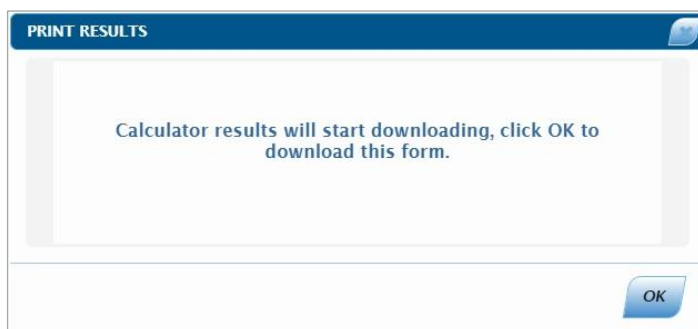 PRINT RESULTS
Calculator results will start downloading, click OK to
download this form.
OK